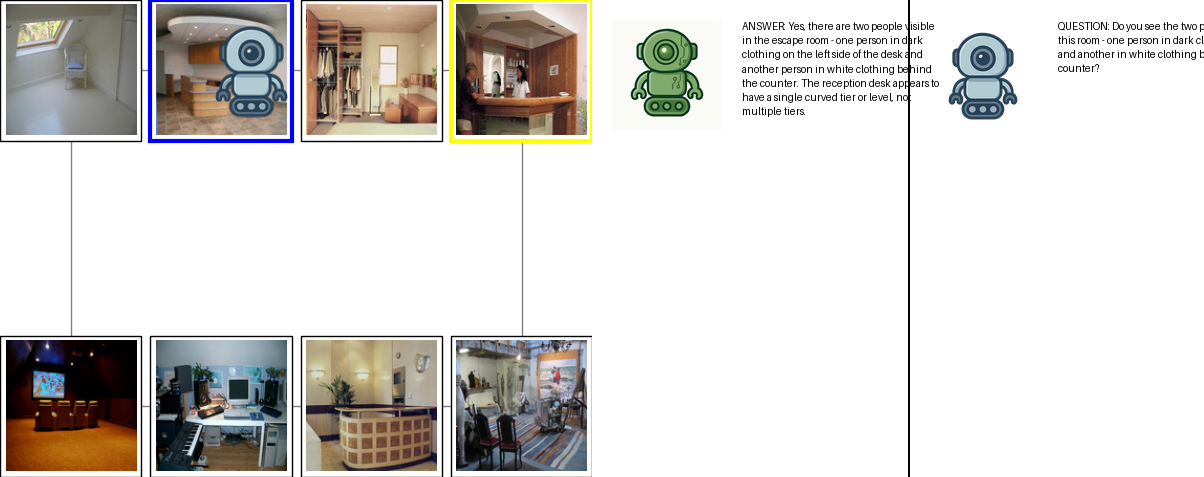 ANSWER: Yes, there are two people visible
in the escape room - one person in dark
clothing on the left side of the desk and
another person in white clothing behind
the counter. The reception desk appears to
have a single curved tier or level, not
multiple tiers.
QUESTION: Do you see the two p
this room - one person in dark cl
and another in white clothing b
counter?